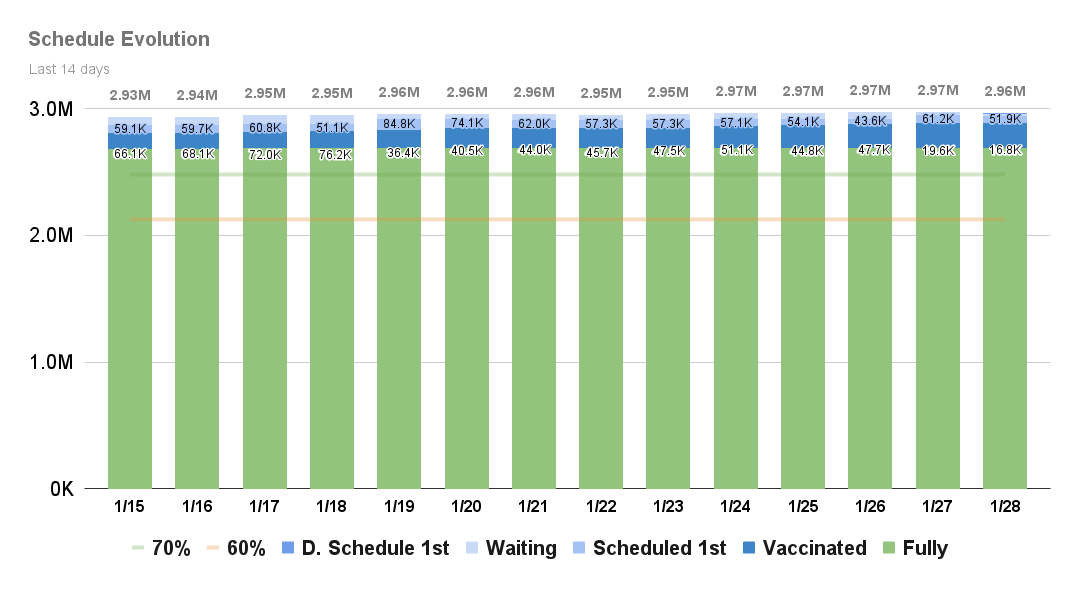 Schedule Evolution
Last 14 days
2.93M 2.94M 2.95M 2.95M 2.96M 2.96M 2.96M 2.95M 2.95M 2.97M 2.97M 2.97M 2.97M 2.96M
3.0M
59.1K 59.7K 60.8K 51.1K 84.8K 74.1K 62.0K 57.3K 57.3K 57.1K 54.1K 43.6K 61.2K 51.9K
66.1K 68.1K 72.0K 76.2K 36.4K 40.5K 44.0K 45.7K 47.5K 51.1K 44.8K 47.7K 19.6K 16.8K
2.0M
1.0M
0K
1/15 1/16 1/17 1/18 1/19 1/20 1/21 1/22 1/23 1/24 1/25 1/26 1/27 1/28
70% 60% D. Schedule 1st Waiting Scheduled 1st Vaccinated Fully